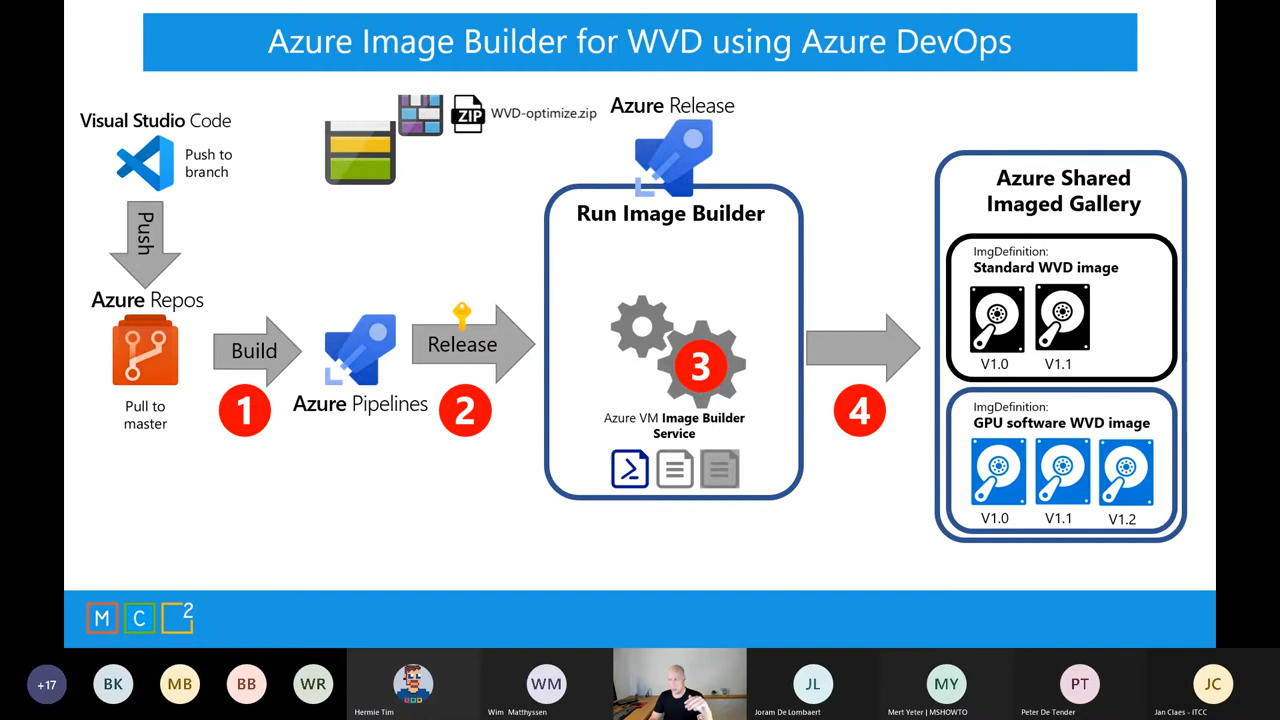 Azure Image Builder for WVD using Azure DevOps
Visual Studio Code
Push to
branch
Push
Azure Repos
Pull to
master
Build
1
Azure Pipelines
Release
2
ZIP
WVD-optimize.zip
Azure Release
Run Image Builder
3
Azure VM Image Builder
Service
4
Azure Shared
Imaged Gallery
ImgDefinition:
Standard WVD image
V1.0
V1.1
ImgDefinition:
GPU software WVD image
V1.0
V1.1
V1.2
M C 2
+17
BK
MB
BB
WR
Hermie Tim
WM
Wim Matthyssen
JL
Joram De Lombaert
MY
Mert Yeter | MSHOWTO
PT
Peter De Tender
JC
Jan Claes - ITCC